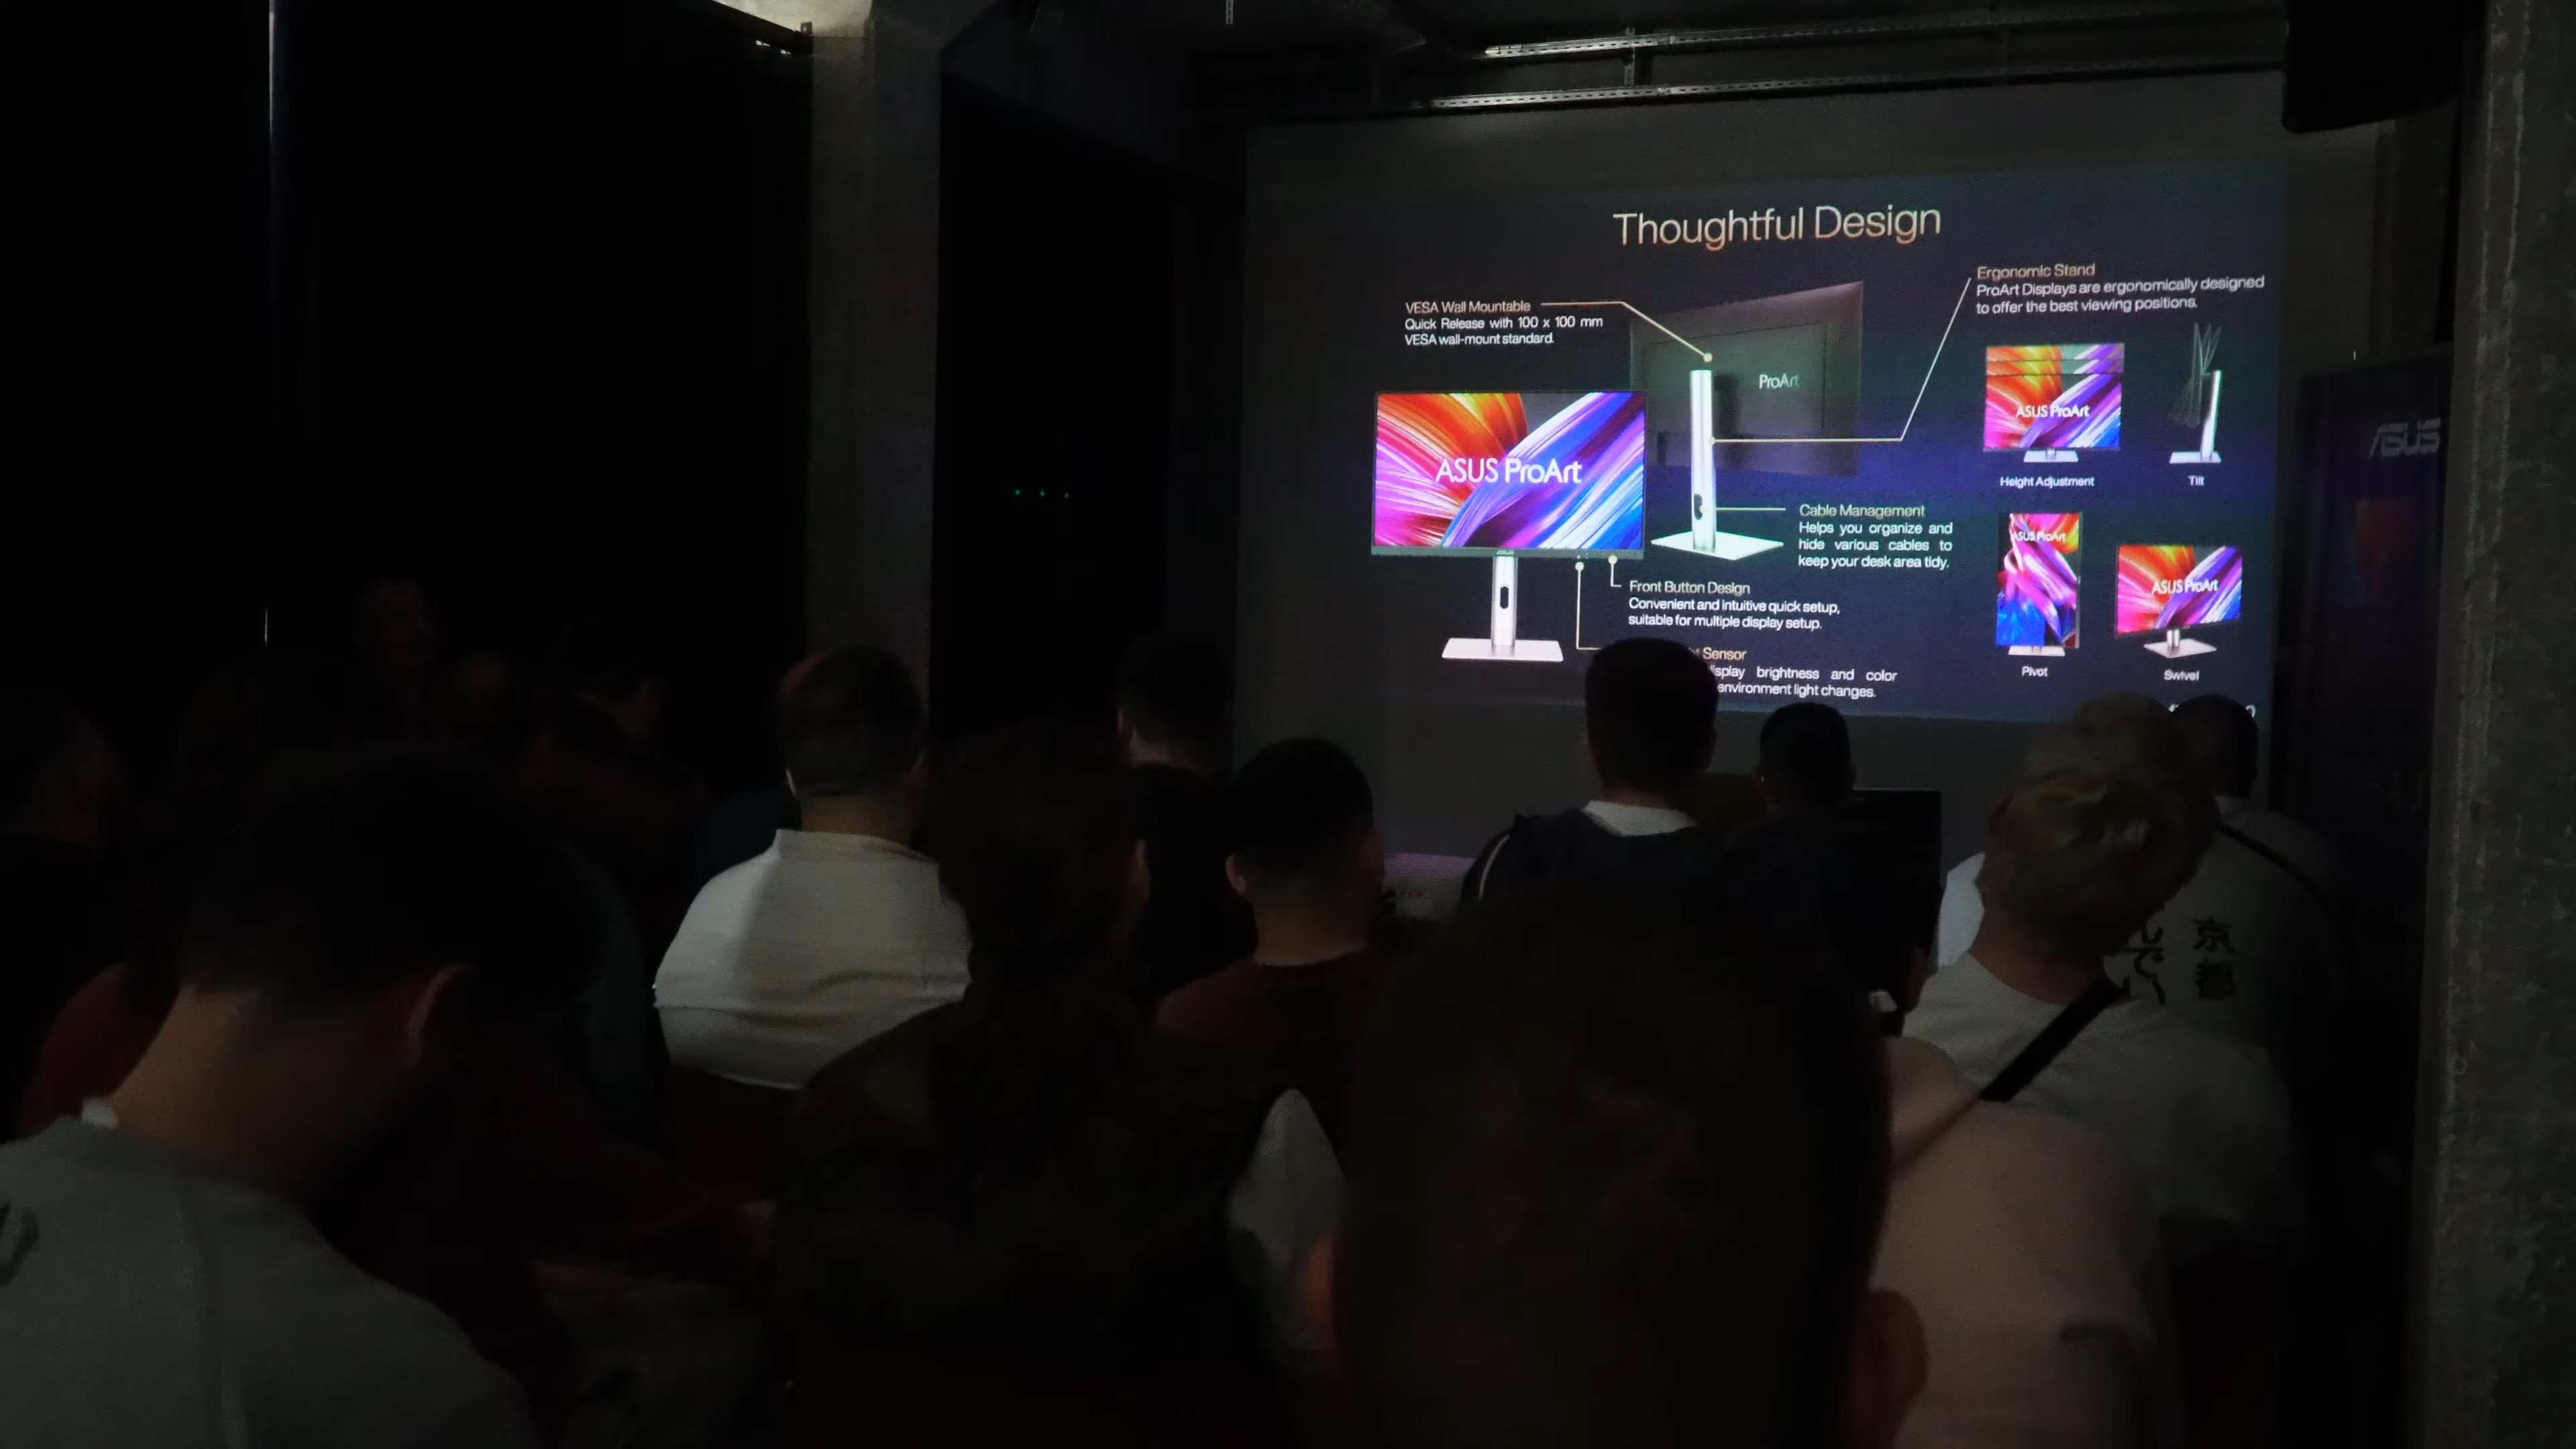 Thoughtful Design
VESA Wall Mountable
Quick Release with 100 x 100 mm
VESA wall-mount standard.
Ergonomic Stand
ProArt Displays are ergonomically designed
to offer the best viewing positions.
ProArt
ASUS ProArt
ASUS ProArt
Height Adjustment
Tilt
Cable Management
Helps you organize and
hide various cables to
keep your desk area tidy.
Front Button Design
Convenient and intuitive quick setup,
suitable for multiple display setup.
Sensor
brightness and color
environment light changes.
ASUS ProArt
Pivot
ASUS ProArt
Swivel
ASUS
京
都